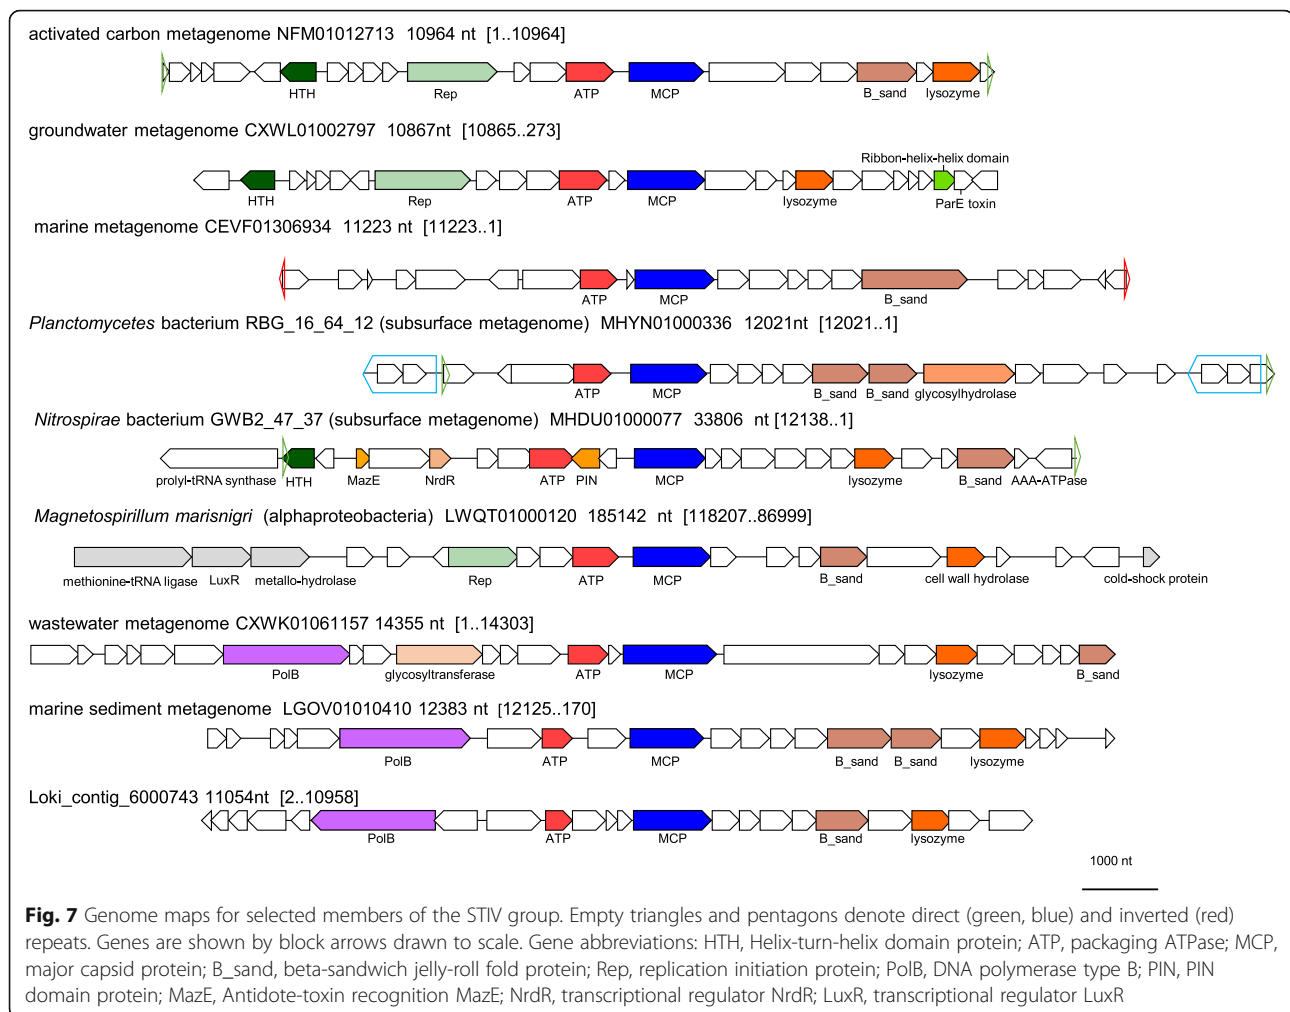 activated carbon metagenome NFM01012713 10964 nt [1..10964]
HTH Rep ATP MCP B_sand lysozyme
groundwater metagenome CXWL01002797 10867nt [10865..273]
Ribbon-helix-helix domain
HTH Rep ATP MCP lysozyme ParE toxin
marine metagenome CEVF01306934 11223 nt [11223..1]
ATP MCP B_sand
Planctomycetes bacterium RBG_16_64_12 (subsurface metagenome) MHYN01000336 12021nt [12021..1]
ATP MCP B_sand B_sand glycosylhydrolase
Nitrospirae bacterium GWB2_47_37 (subsurface metagenome) MHDU01000077 33806 nt [12138..1]
prolyl-tRNA synthase HTH MazE NrdR ATP PIN MCP lysozyme B_sand AAA-ATPase
Magnetospirillum marisnigri (alphaproteobacteria) LWQT01000120 185142 nt [118207..86999]
methionine-tRNA ligase LuxR metallo-hydrolase Rep ATP MCP B_sand cell wall hydrolase cold-shock protein
wastewater metagenome CXWK01061157 14355 nt [1..14303]
PolB glycosyltransferase ATP MCP lysozyme B_sand
marine sediment metagenome LGOV01010410 12383 nt [12125..170]
PolB ATP MCP B_sand B_sand lysozyme
Loki_contig_6000743 11054nt [2..10958]
PolB ATP MCP B_sand lysozyme
1000 nt
Fig. 7 Genome maps for selected members of the STIV group. Empty triangles and pentagons denote direct (green, blue) and inverted (red)
repeats. Genes are shown by block arrows drawn to scale. Gene abbreviations: HTH, Helix-turn-helix domain protein; ATP, packaging ATPase; MCP,
major capsid protein; B_sand, beta-sandwich jelly-roll fold protein; Rep, replication initiation protein; PolB, DNA polymerase type B; PIN, PIN
domain protein; MazE, Antidote-toxin recognition MazE; NrdR, transcriptional regulator NrdR; LuxR, transcriptional regulator LuxR